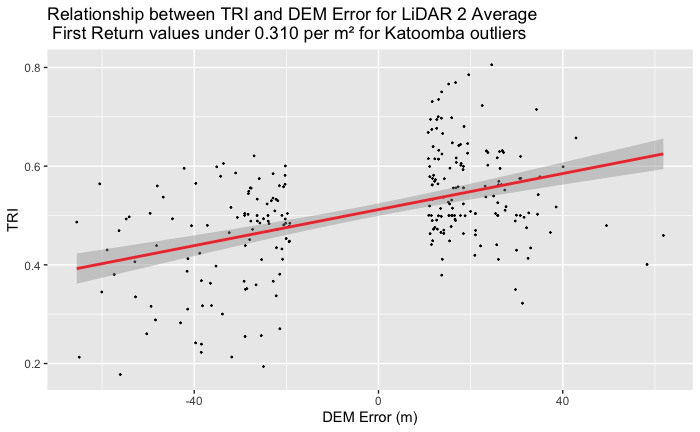 Relationship between TRI and DEM Error for LiDAR 2 Average
First Return values under 0.310 per m² for Katoomba outliers
0.8
0.6
0.4
0.2
TRI
-40
0
40
DEM Error (m)